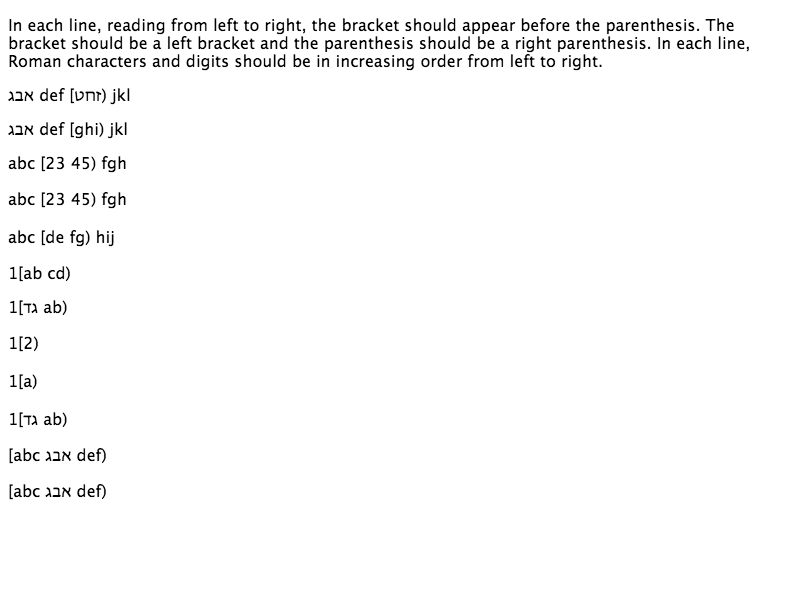 In each line, reading from left to right, the bracket should appear before the parenthesis. The
bracket should be a left bracket and the parenthesis should be a right parenthesis. In each line,
Roman characters and digits should be in increasing order from left to right.
אבג def [זחט) jkl
אבג def [ghi) jkl
abc [23 45) fgh
abc [23 45) fgh
abc [de fg) hij
1[ab cd)
1[גד ab)
1[2)
1[a)
1[גד ab)
[abc אבג def)
[abc אבג def)